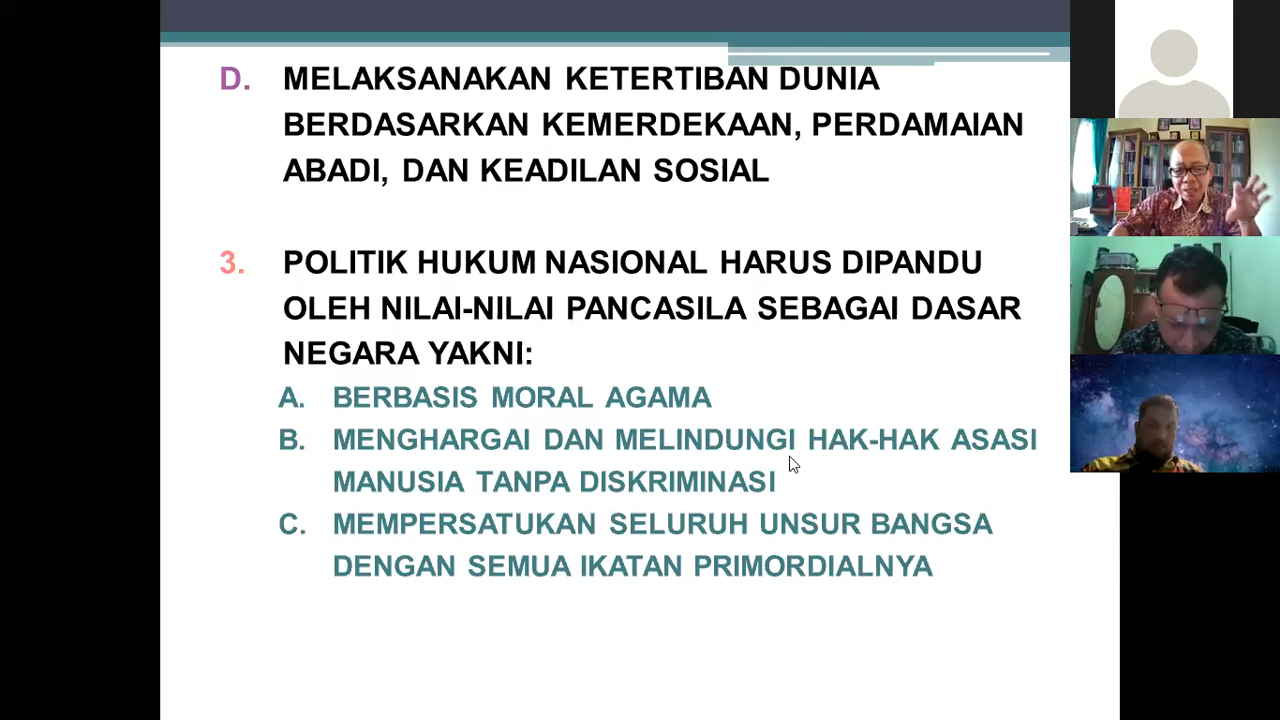 D. MELAKSANAKAN KETERTIBAN DUNIA
BERDASARKAN KEMERDEKAAN, PERDAMAIAN
ABADI, DAN KEADILAN SOSIAL
3. POLITIK HUKUM NASIONAL HARUS DIPANDU
OLEH NILAI-NILAI PANCASILA SEBAGAI DASAR
NEGARA YAKNI:
A. BERBASIS MORAL AGAMA
B. MENGHARGAI DAN MELINDUNGI HAK-HAK ASASI
MANUSIA TANPA DISKRIMINASI
C. MEMPERSATUKAN SELURUH UNSUR BANGSA
DENGAN SEMUA IKATAN PRIMORDIALNYA